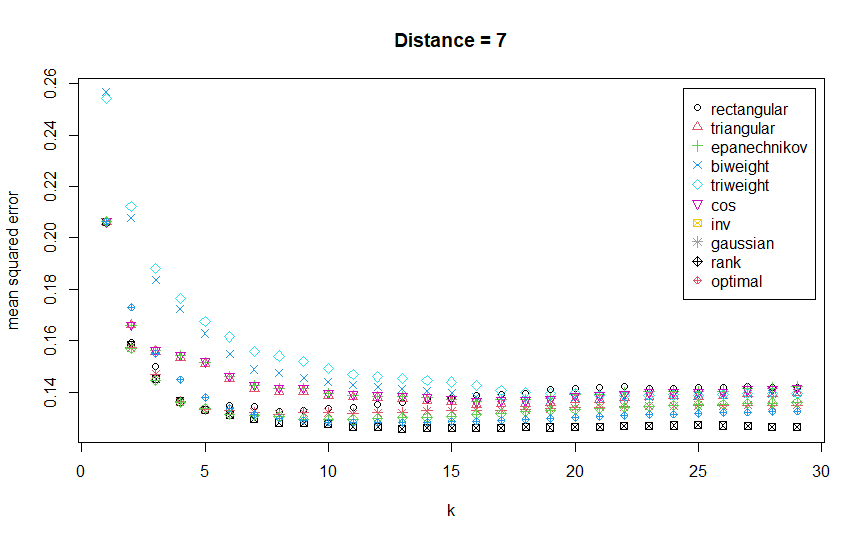 Distance = 7
mean squared error
0.26
0.24
0.22
0.20
0.18
0.16
0.14
rectangular
triangular
epanechnikov
biweight
triweight
cos
inv
gaussian
rank
optimal
0 5 10 15 20 25 30
k